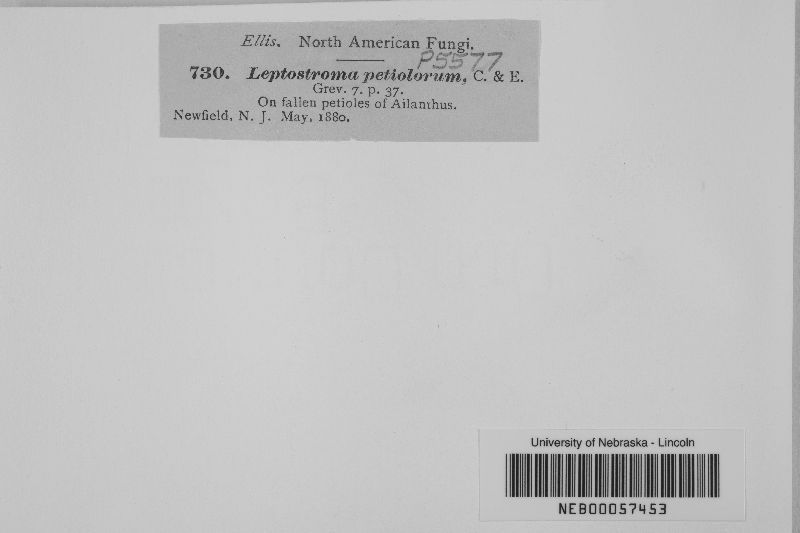 Ellis. North American Fungi.
P5577
730. Leptostroma petiolorum, C. & E.
Grev. 7. p. 37.
On fallen petioles of Ailanthus.
Newfield, N. J. May, 1880.
University of Nebraska - Lincoln
NEB00057453